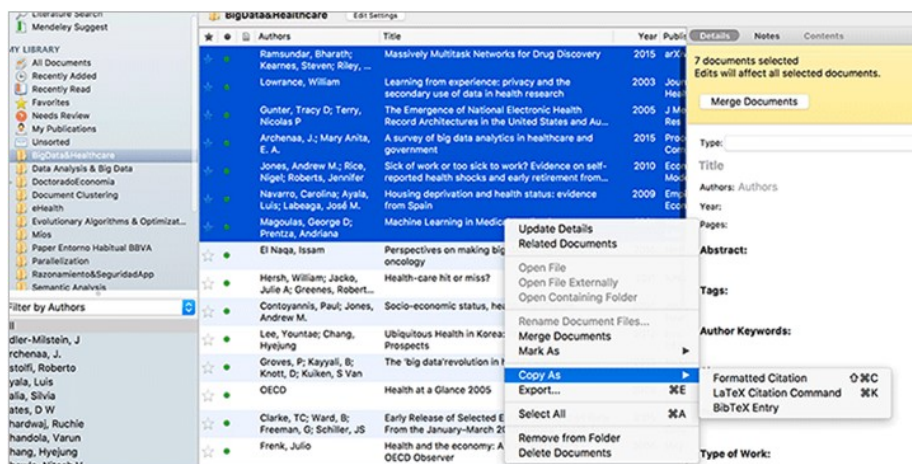 Literature Search
Mendeley Suggest
MY LIBRARY
All Documents
Recently Added
Recently Read
Favorites
Needs Review
My Publications
Unsorted
BigData&Healthcare
Data Analysis & Big Data
DoctoradoEconomia
Document Clustering
eHealth
Evolutionary Algorithms & Optimizat...
Mios
Paper Entorno Habitual BBVA
Parallelization
Razonamiento&SeguridadApp
Semantic Analysis
Filter by Authors
dler-Milstein, J
rchenaa, J.
stolfi, Roberto
yala, Luis
alia, Silvia
ates, D W
hardwaj, Ruchie
handola, Varun
hang, Hyejung
BigData&Healthcare Edit Settings
Authors Title Year Publi
Ramsundar, Bharath; Massively Multitask Networks for Drug Discovery 2015 arX
Kearnes, Steven; Riley, ...
Lowrance, William Learning from experience: privacy and the 2003 Jour
secondary use of data in health research Heal
Gunter, Tracy D; Terry, The Emergence of National Electronic Health 2005 J Me
Nicolas P Record Architectures in the United States and Au... Res
Archenaa, J.; Mary Anita, A survey of big data analytics in healthcare and 2015 Proc
E. A. government Com
Jones, Andrew M.; Rice, Sick of work or too sick to work? Evidence on self- 2010 Econ
Nigel; Roberts, Jennifer reported health shocks and early retirement from... Mode
Navarro, Carolina; Ayala, Housing deprivation and health status: evidence 2009 Emp
Luis; Labeaga, José M. from Spain Econ
Magoulas, George D; Machine Learning in Medic
Prentza, Andriana
El Naqa, Issam Perspectives on making big
oncology
Hersh, William; Jacko, Health-care hit or miss?
Julie A; Greenes, Robert...
Contoyannis, Paul; Jones, Socio-economic status, hea
Andrew M.
Lee, Yountae; Chang, Ubiquitous Health in Korea:
Hyejung Prospects
Groves, P; Kayyali, B; The 'big data'revolution in h
Knott, D; Kuiken, S Van
OECD Health at a Glance 2005
Clarke, TC; Ward, B; Early Release of Selected E
Freeman, G; Schiller, JS From the January–March 20
Frenk, Julio Health and the economy: A
OECD Observer
Update Details
Related Documents
Open File
Open File Externally
Open Containing Folder
Rename Document Files...
Merge Documents
Mark As
Copy As
Export... ⌘E
Select All ⌘A
Remove from Folder
Delete Documents
Formatted Citation ⇧⌘C
LaTeX Citation Command ⌘K
BibTeX Entry
Details Notes Contents
7 documents selected
Edits will affect all selected documents.
Merge Documents
Type:
Title
Authors: Authors
Year:
Pages:
Abstract:
Tags:
Author Keywords:
Type of Work: